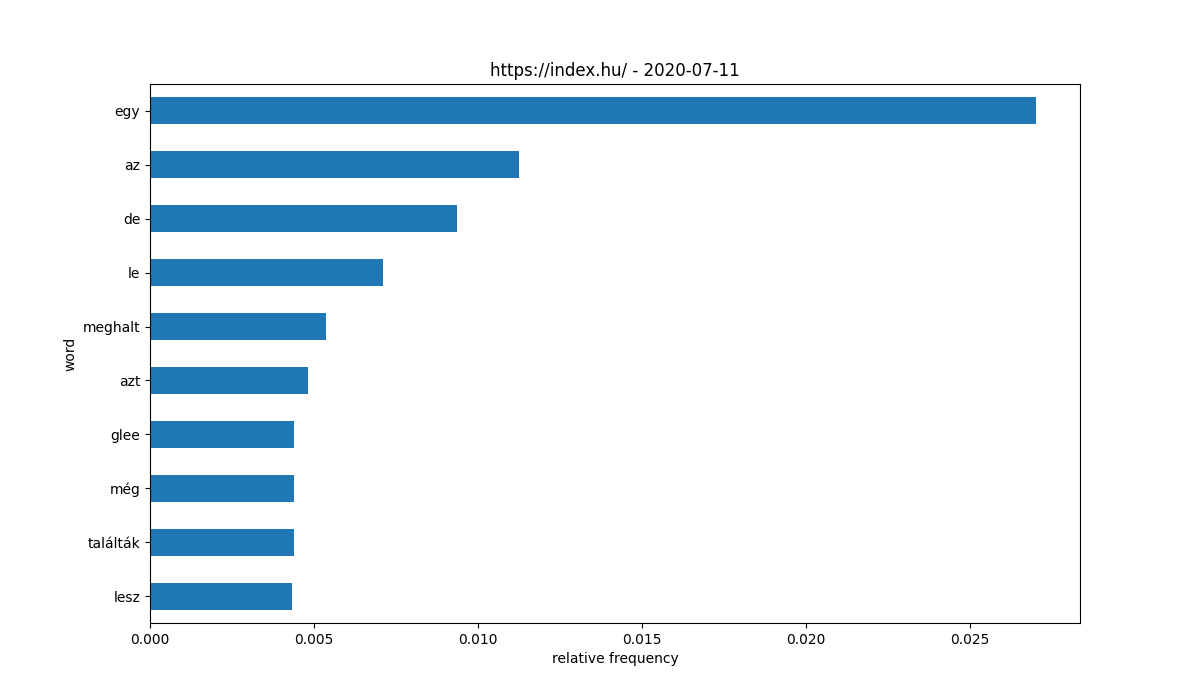 https://index.hu/ - 2020-07-11
egy
az
de
le
meghalt
azt
glee
még
találták
lesz
word
0.000 0.005 0.010 0.015 0.020 0.025
relative frequency